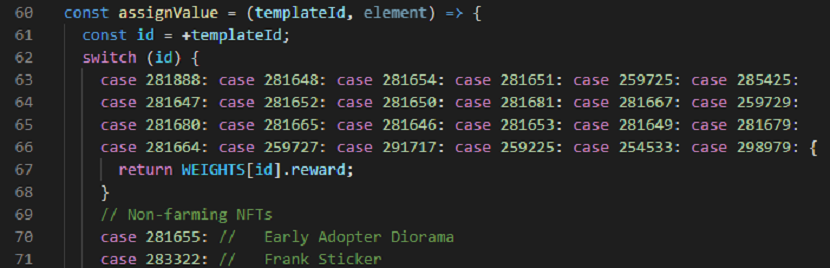 60 const assignValue = (templateId, element) => {
61 const id = +templateId;
62 switch (id) {
63 case 281888: case 281648: case 281654: case 281651: case 259725: case 285425:
64 case 281647: case 281652: case 281650: case 281681: case 281667: case 259729:
65 case 281680: case 281665: case 281646: case 281653: case 281649: case 281679:
66 case 281664: case 259727: case 291717: case 259225: case 254533: case 298979: {
67 return WEIGHTS[id].reward;
68 }
69 // Non-farming NFTs
70 case 281655: // Early Adopter Diorama
71 case 283322: // Frank Sticker